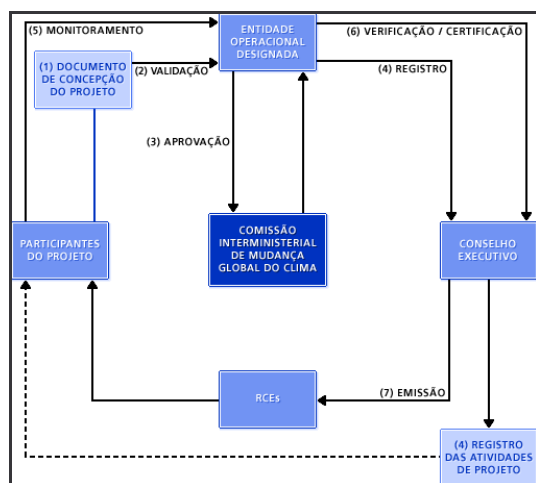 (5) MONITORAMENTO
ENTIDADE
OPERACIONAL
DESIGNADA
(6) VERIFICAÇÃO / CERTIFICAÇÃO
(1) DOCUMENTO
DE CONCEPÇÃO
DO PROJETO
(2) VALIDAÇÃO
(4) REGISTRO
(3) APROVAÇÃO
PARTICIPANTES
DO PROJETO
COMISSÃO
INTERMINISTERIAL
DE MUDANÇA
GLOBAL DO CLIMA
CONSELHO
EXECUTIVO
RCEs
(7) EMISSÃO
(4) REGISTRO
DAS ATIVIDADES
DE PROJETO